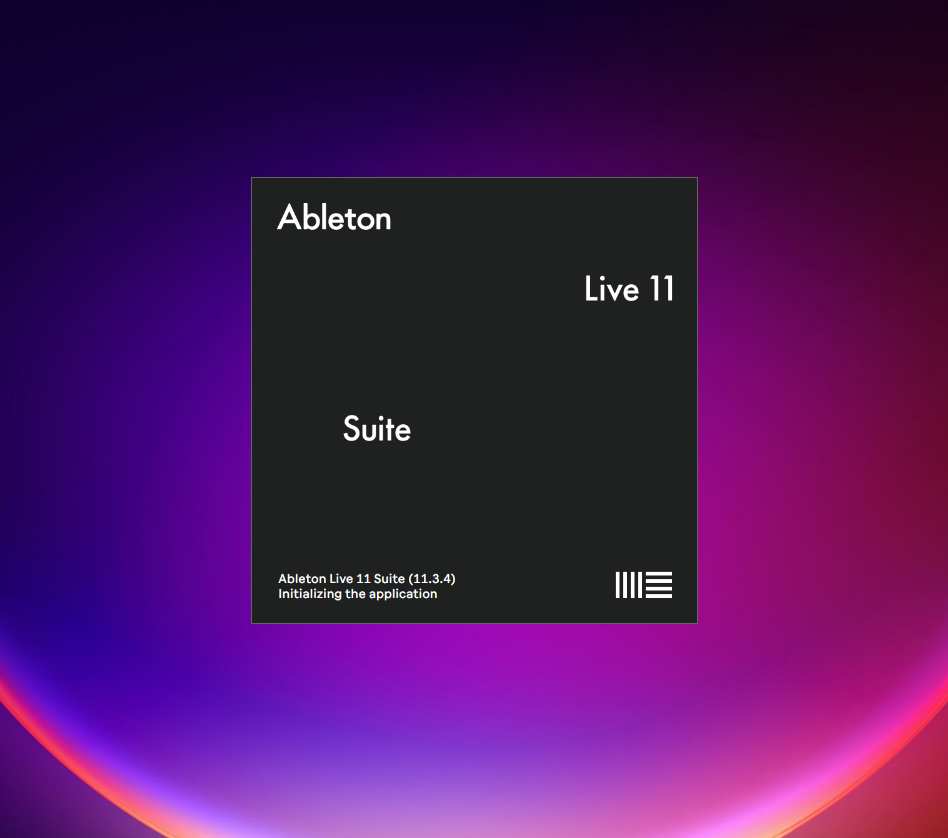 Ableton
Live 11
Suite
Ableton Live 11 Suite (11.3.4)
Initializing the application